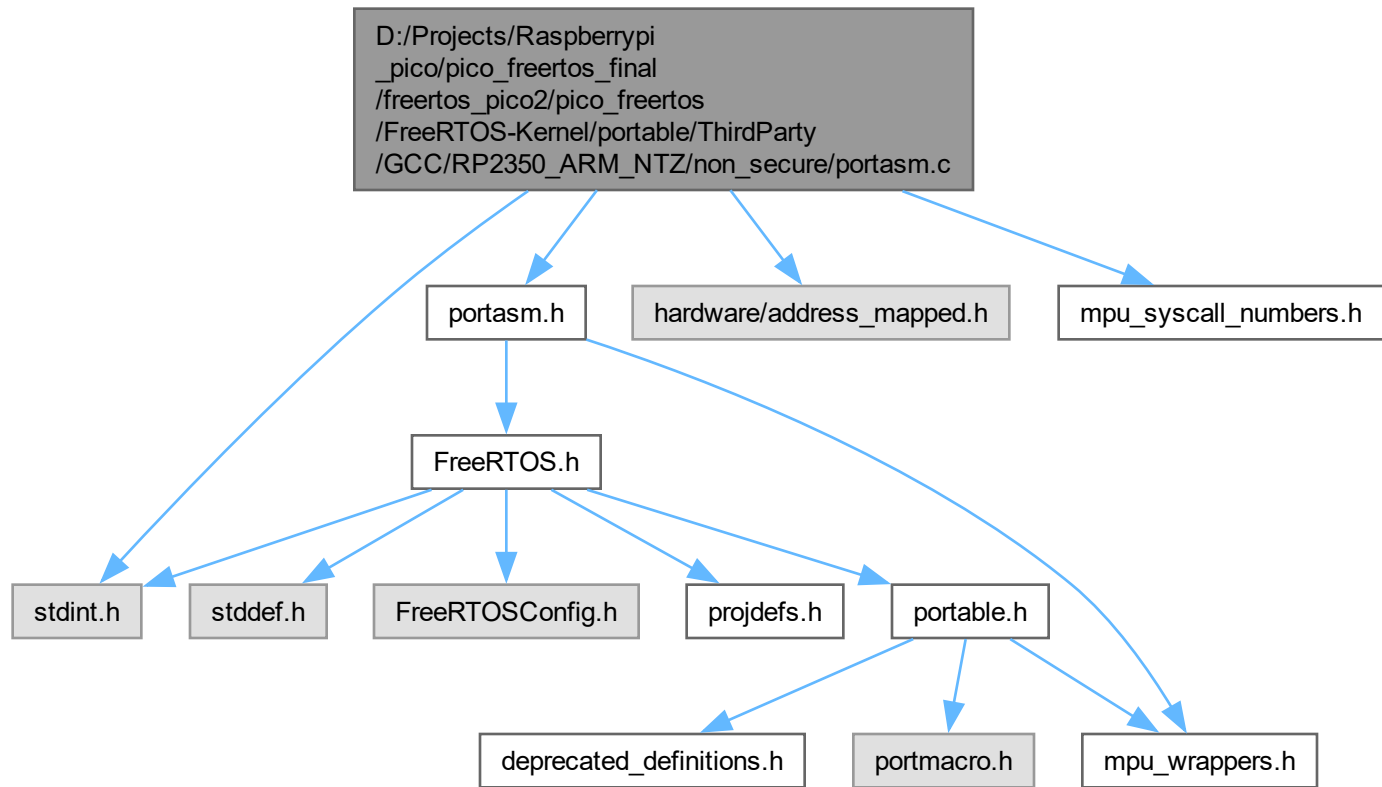 D:/Projects/Raspberrypi
_pico/pico_freertos_final
/freertos_pico2/pico_freertos
/FreeRTOS-Kernel/portable/ThirdParty
/GCC/RP2350_ARM_NTZ/non_secure/portasm.c
portasm.h
hardware/address_mapped.h
mpu_syscall_numbers.h
FreeRTOS.h
stdint.h
stddef.h
FreeRTOSConfig.h
projdefs.h
portable.h
deprecated_definitions.h
portmacro.h
mpu_wrappers.h